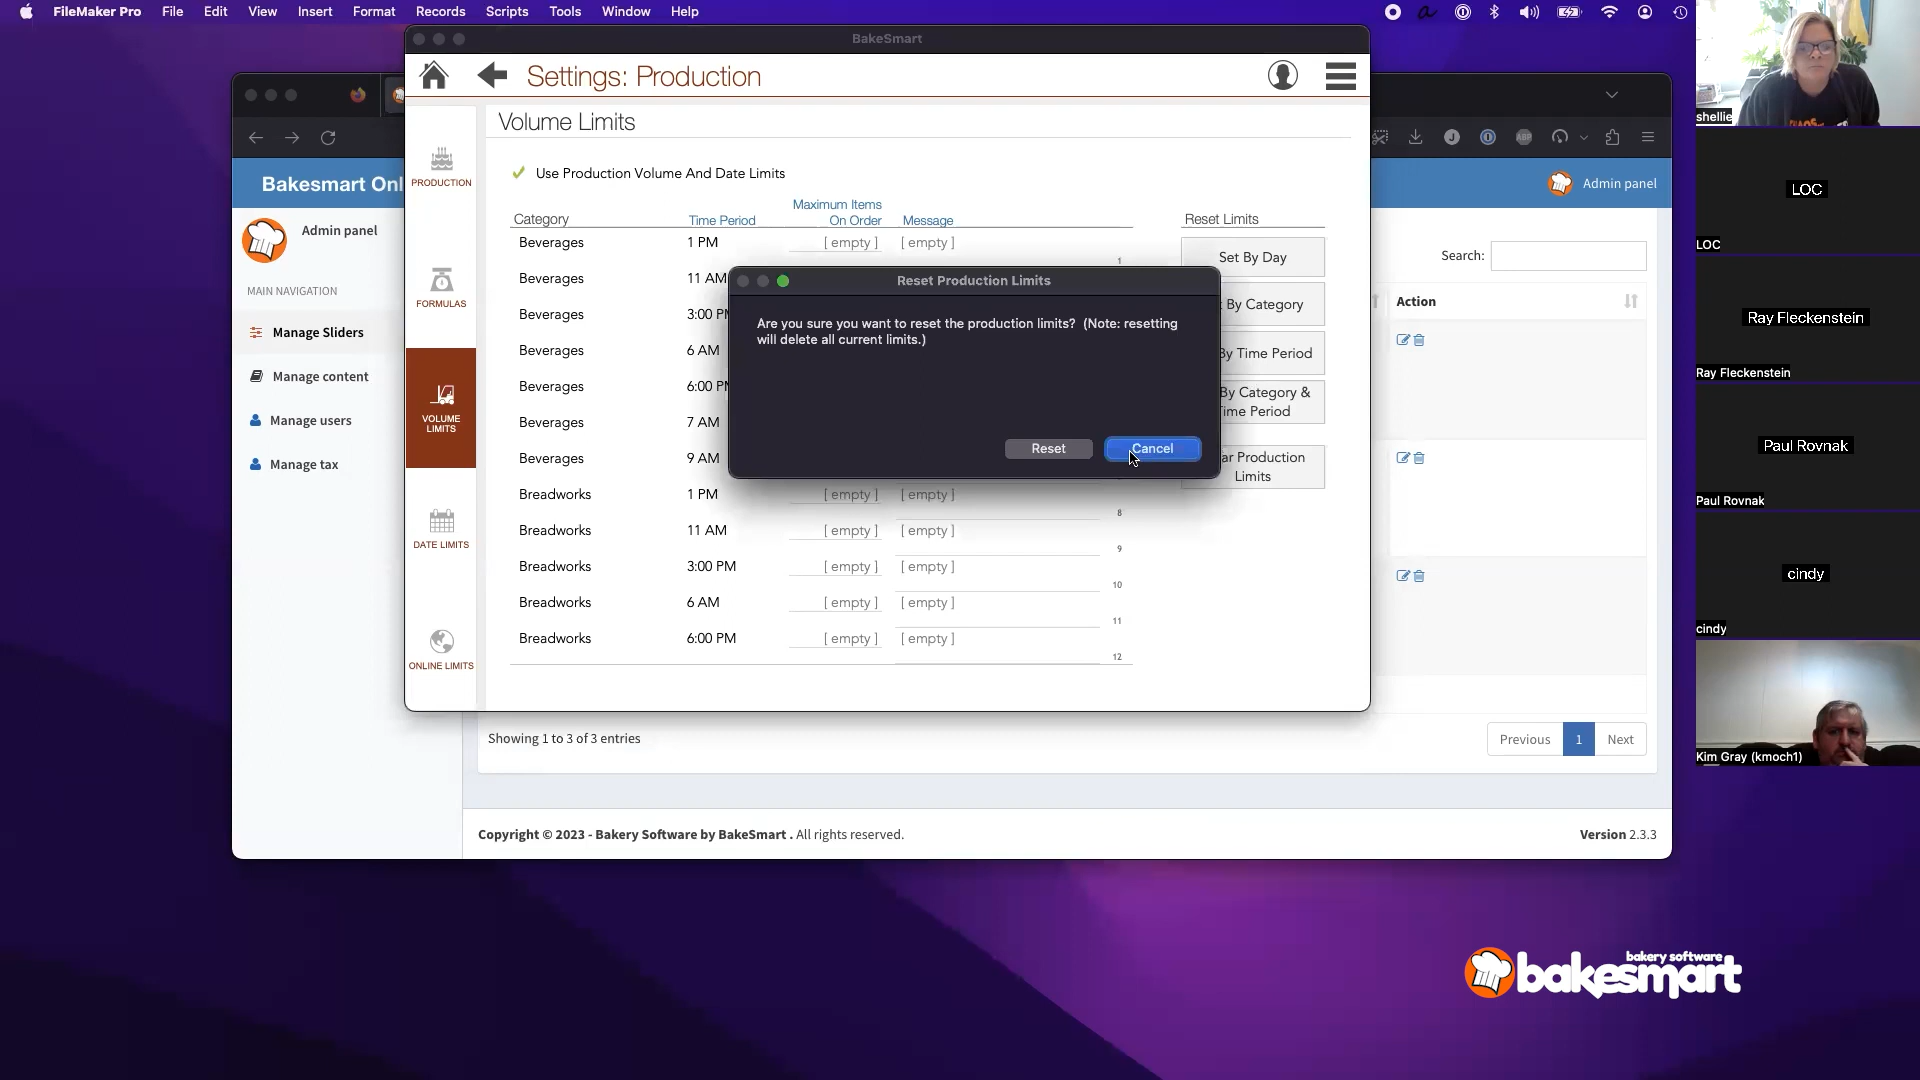 FileMaker Pro File Edit View Insert Format Records Scripts Tools Window Help
BakeSmart
Settings: Production
Volume Limits
Use Production Volume And Date Limits
Category Time Period Maximum Items On Order Message
Beverages 1 PM [ empty ] [ empty ]
1
Beverages 11 AM
Beverages 3:00 PM
Beverages 6 AM
Beverages 6:00 PM
Beverages 7 AM
Beverages 9 AM
Breadworks 1 PM [ empty ] [ empty ]
8
Breadworks 11 AM [ empty ] [ empty ]
9
Breadworks 3:00 PM [ empty ] [ empty ]
10
Breadworks 6 AM [ empty ] [ empty ]
11
Breadworks 6:00 PM [ empty ] [ empty ]
12
PRODUCTION
FORMULAS
VOLUME
LIMITS
DATE LIMITS
ONLINE LIMITS
Reset Limits
Set By Day
By Category
By Time Period
By Category &
Time Period
Production
Limits
Reset Production Limits
Are you sure you want to reset the production limits? (Note: resetting
will delete all current limits.)
Reset Cancel
Bakesmart Onl
Admin panel
MAIN NAVIGATION
Manage Sliders
Manage content
Manage users
Manage tax
Admin panel
Search:
Action
Showing 1 to 3 of 3 entries
Previous 1 Next
Copyright © 2023 - Bakery Software by BakeSmart . All rights reserved.
Version 2.3.3
bakery software
bakesmart
shellie
LOC
LOC
Ray Fleckenstein
Ray Fleckenstein
Paul Rovnak
Paul Rovnak
cindy
cindy
Kim Gray (kmoch1)